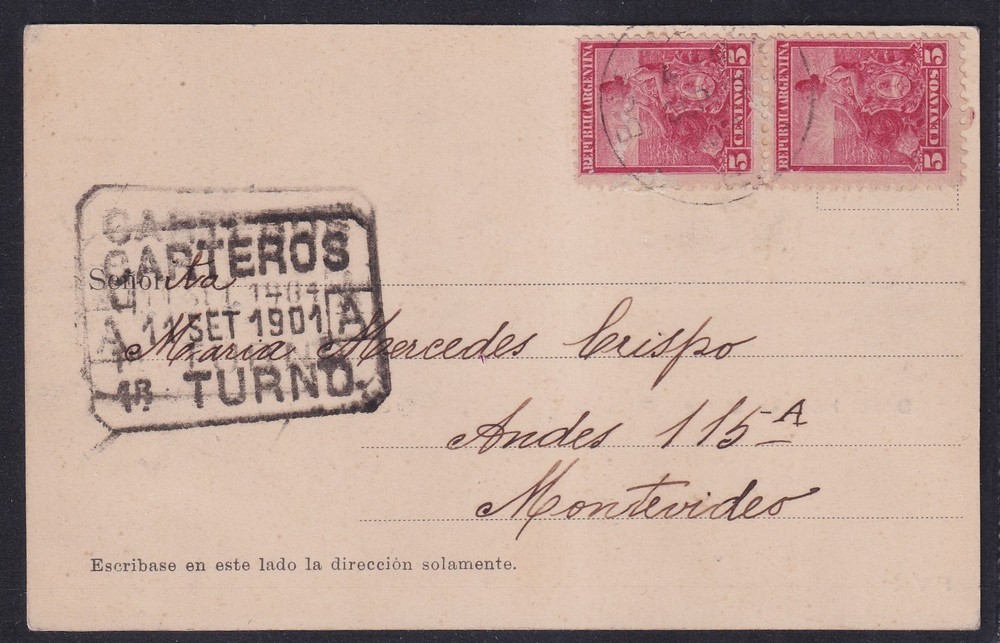 REPUBLICA ARGENTINA
5 CENTAVOS 5
REPUBLICA ARGENTINA
5 CENTAVOS 5
CARTEROS
A 11 SET 1901 A
TURNO.
Señorita
Maria Mercedes Crispo
Andes 115-A
Montevideo
Escribase en este lado la dirección solamente.